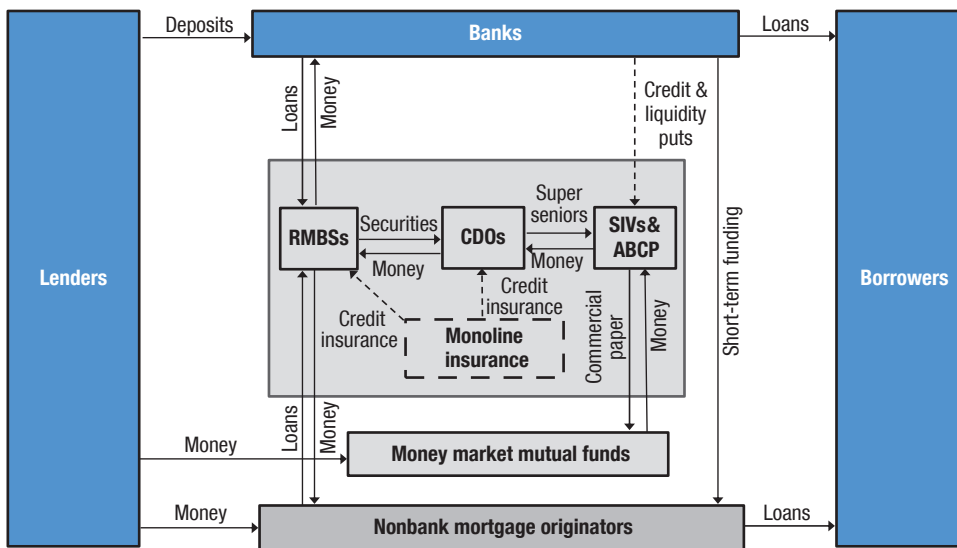 Deposits
Banks
Loans
Loans
Money
Credit &
liquidity
puts
Lenders
Borrowers
RMBSs
Securities
Money
CDOs
Super
seniors
Money
SIVs &
ABCP
Short-term funding
Credit
insurance
Credit
insurance
Monoline
insurance
Commercial
paper
Money
Loans
Money
Money
Money market mutual funds
Money
Nonbank mortgage originators
Loans